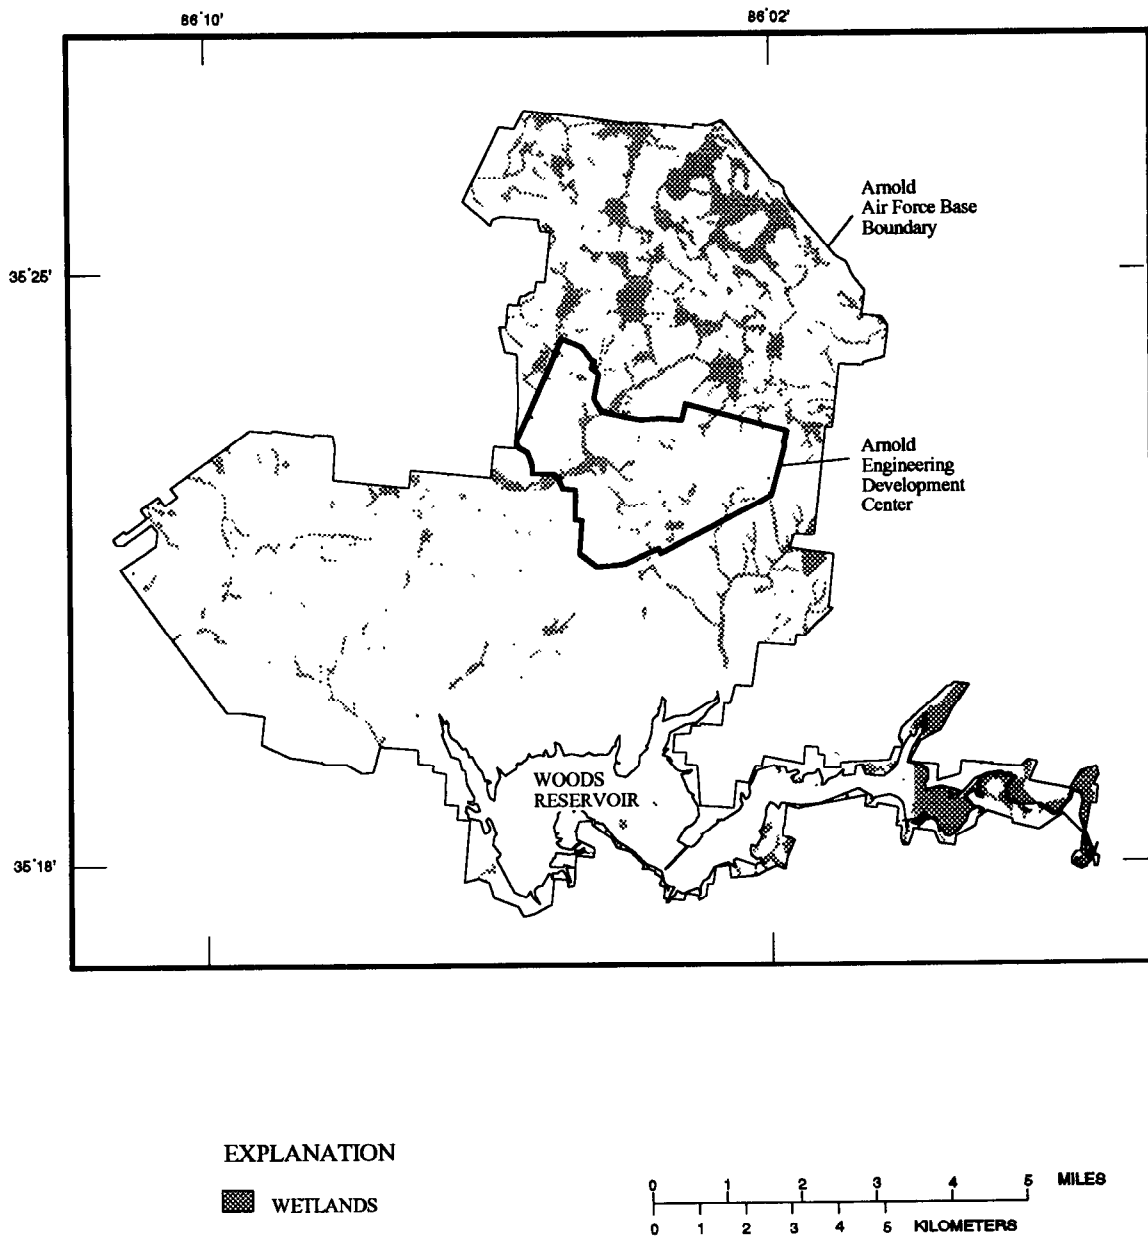 86°10' 86°02'
Arnold
Air Force Base
Boundary
35°25'
Arnold
Engineering
Development
Center
WOODS
RESERVOIR
35°18'
EXPLANATION
WETLANDS
0 1 2 3 4 5 MILES
0 1 2 3 4 5 KILOMETERS